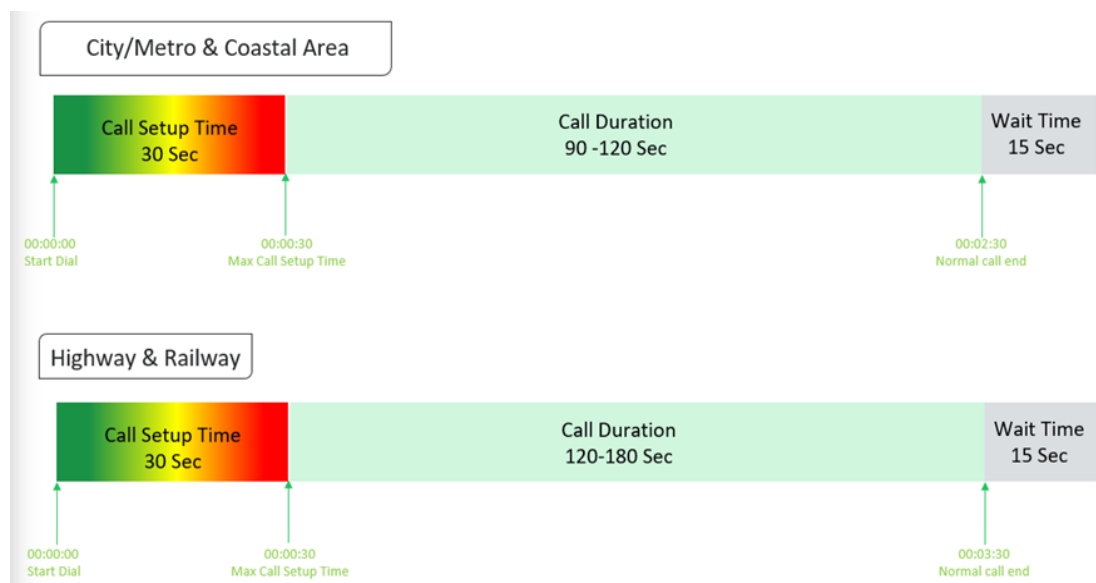 City/Metro & Coastal Area
Call Setup Time
30 Sec
Call Duration
90 -120 Sec
Wait Time
15 Sec
00:00:00
Start Dial
00:00:30
Max Call Setup Time
00:02:30
Normal call end
Highway & Railway
Call Setup Time
30 Sec
Call Duration
120-180 Sec
Wait Time
15 Sec
00:00:00
Start Dial
00:00:30
Max Call Setup Time
00:03:30
Normal call end